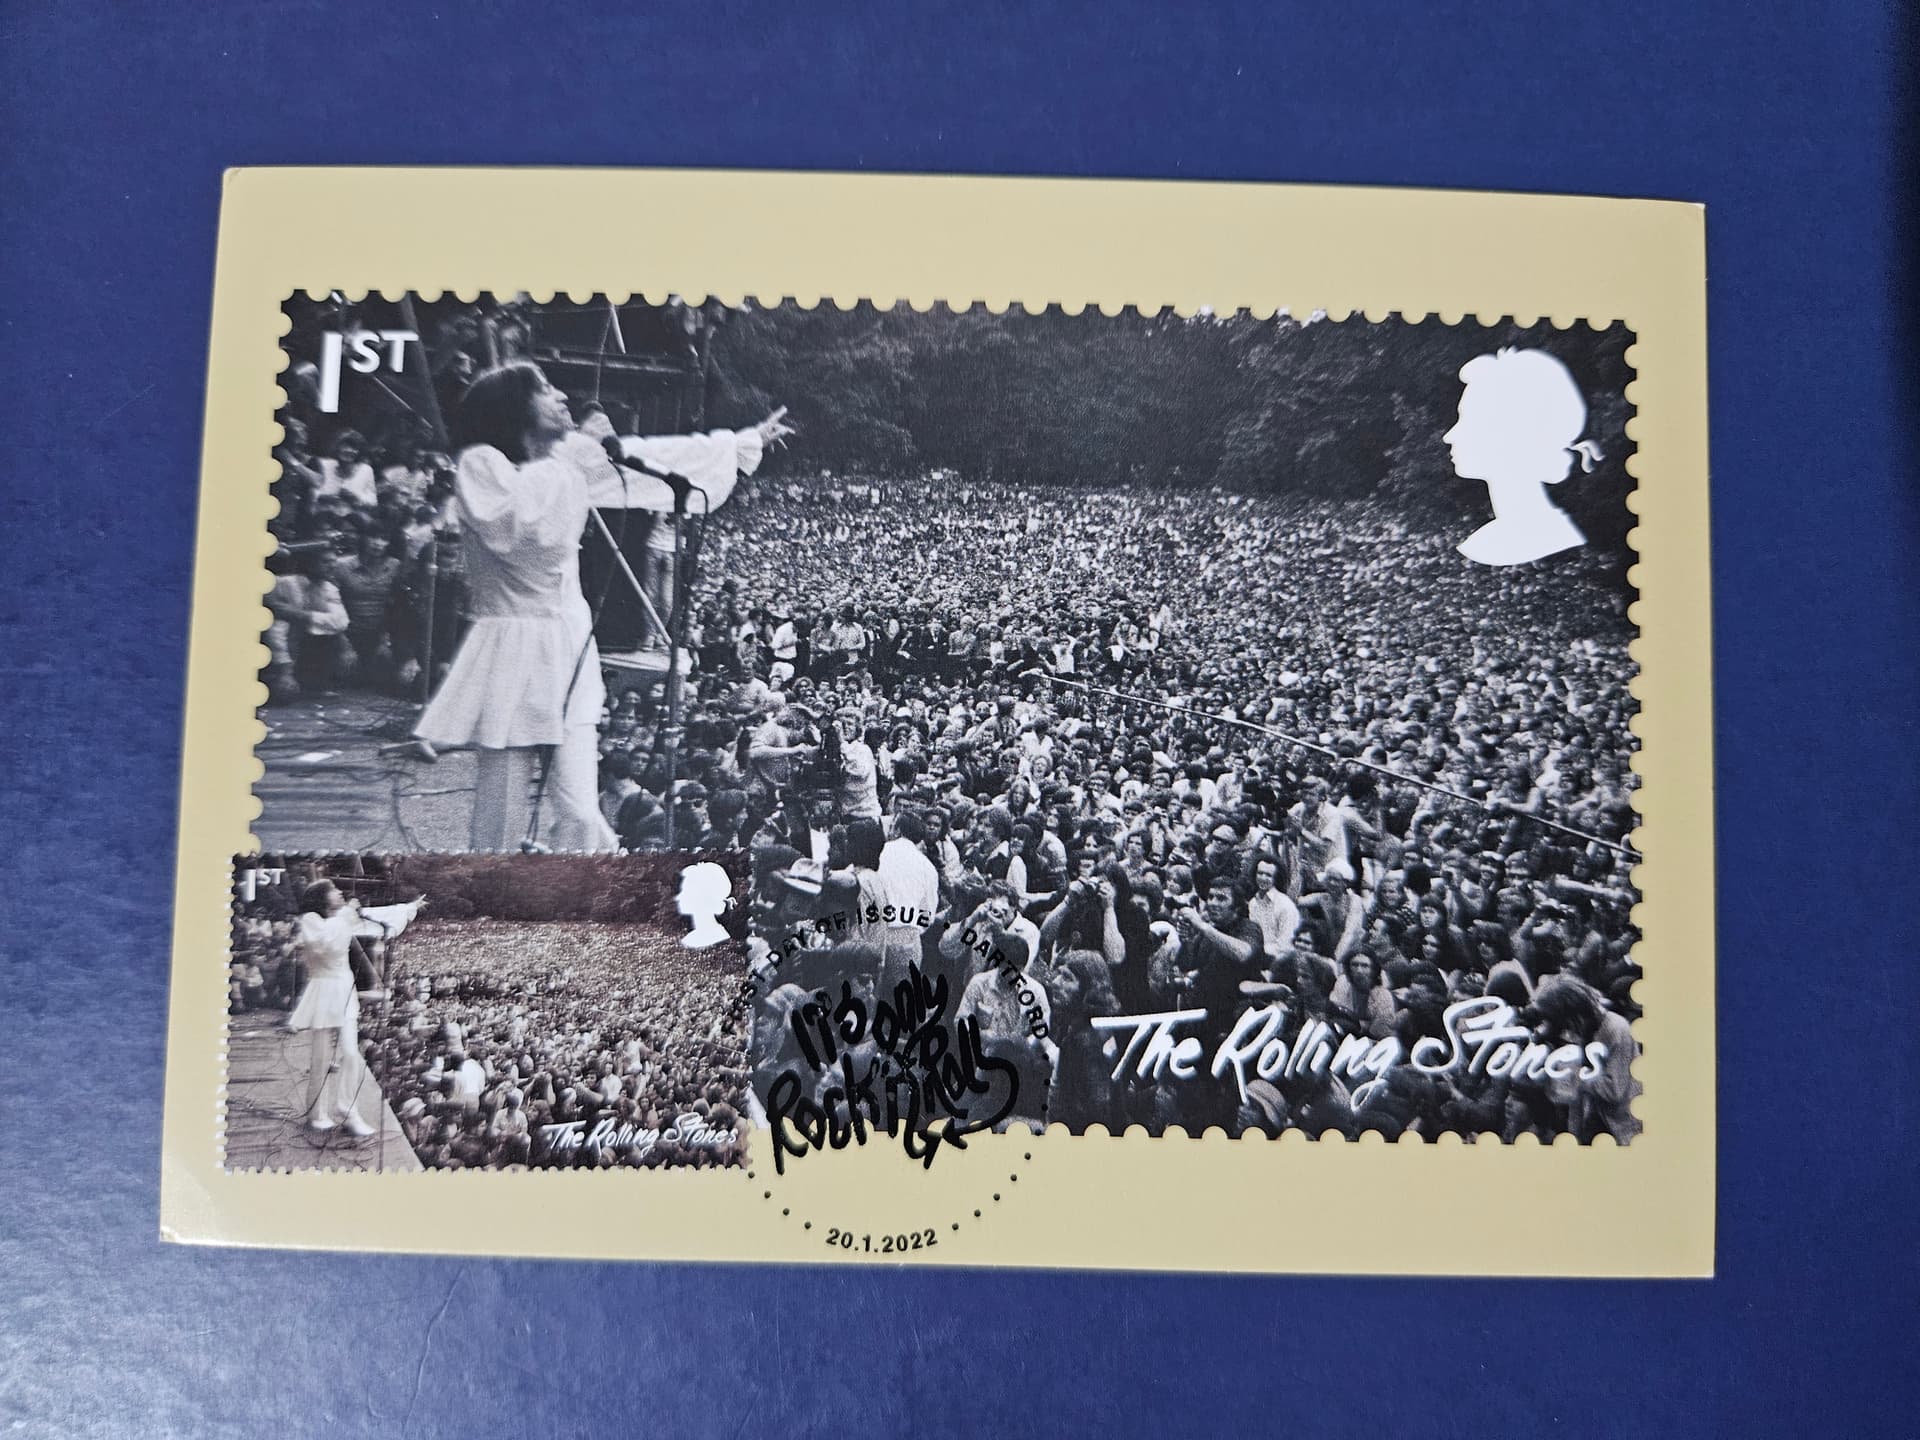 1ST
The Rolling Stones
1ST
The Rolling Stones
FIRST DAY OF ISSUE • DARTFORD
It's only
Rock 'n' Roll
20.1.2022